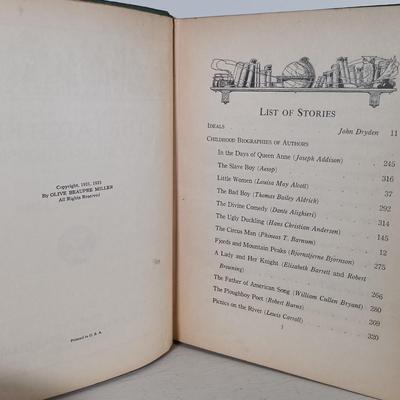 Copyright, 1921, 1925
By OLIVE BEAUPRE MILLER
All Rights Reserved
Printed in U. S. A.
LIST OF STORIES
IDEALS . John Dryden 11
CHILDHOOD BIOGRAPHIES OF AUTHORS
In the Days of Queen Anne (Joseph Addison) . 245
The Slave Boy (Aesop) . 316
Little Women (Louisa May Alcott) . 37
The Bad Boy (Thomas Bailey Aldrich) . 292
The Divine Comedy (Dante Alighieri) . 314
The Ugly Duckling (Hans Christian Andersen) . 145
The Circus Man (Phineas T. Barnum) . 12
Fjords and Mountain Peaks (Bjornstjerne Bjornson) . 275
A Lady and Her Knight (Elizabeth Barrett and Robert
Browning) . 266
The Father of American Song (William Cullen Bryant) 280
The Ploughboy Poet (Robert Burns) . 369
Picnics on the River (Lewis Carroll) . 320